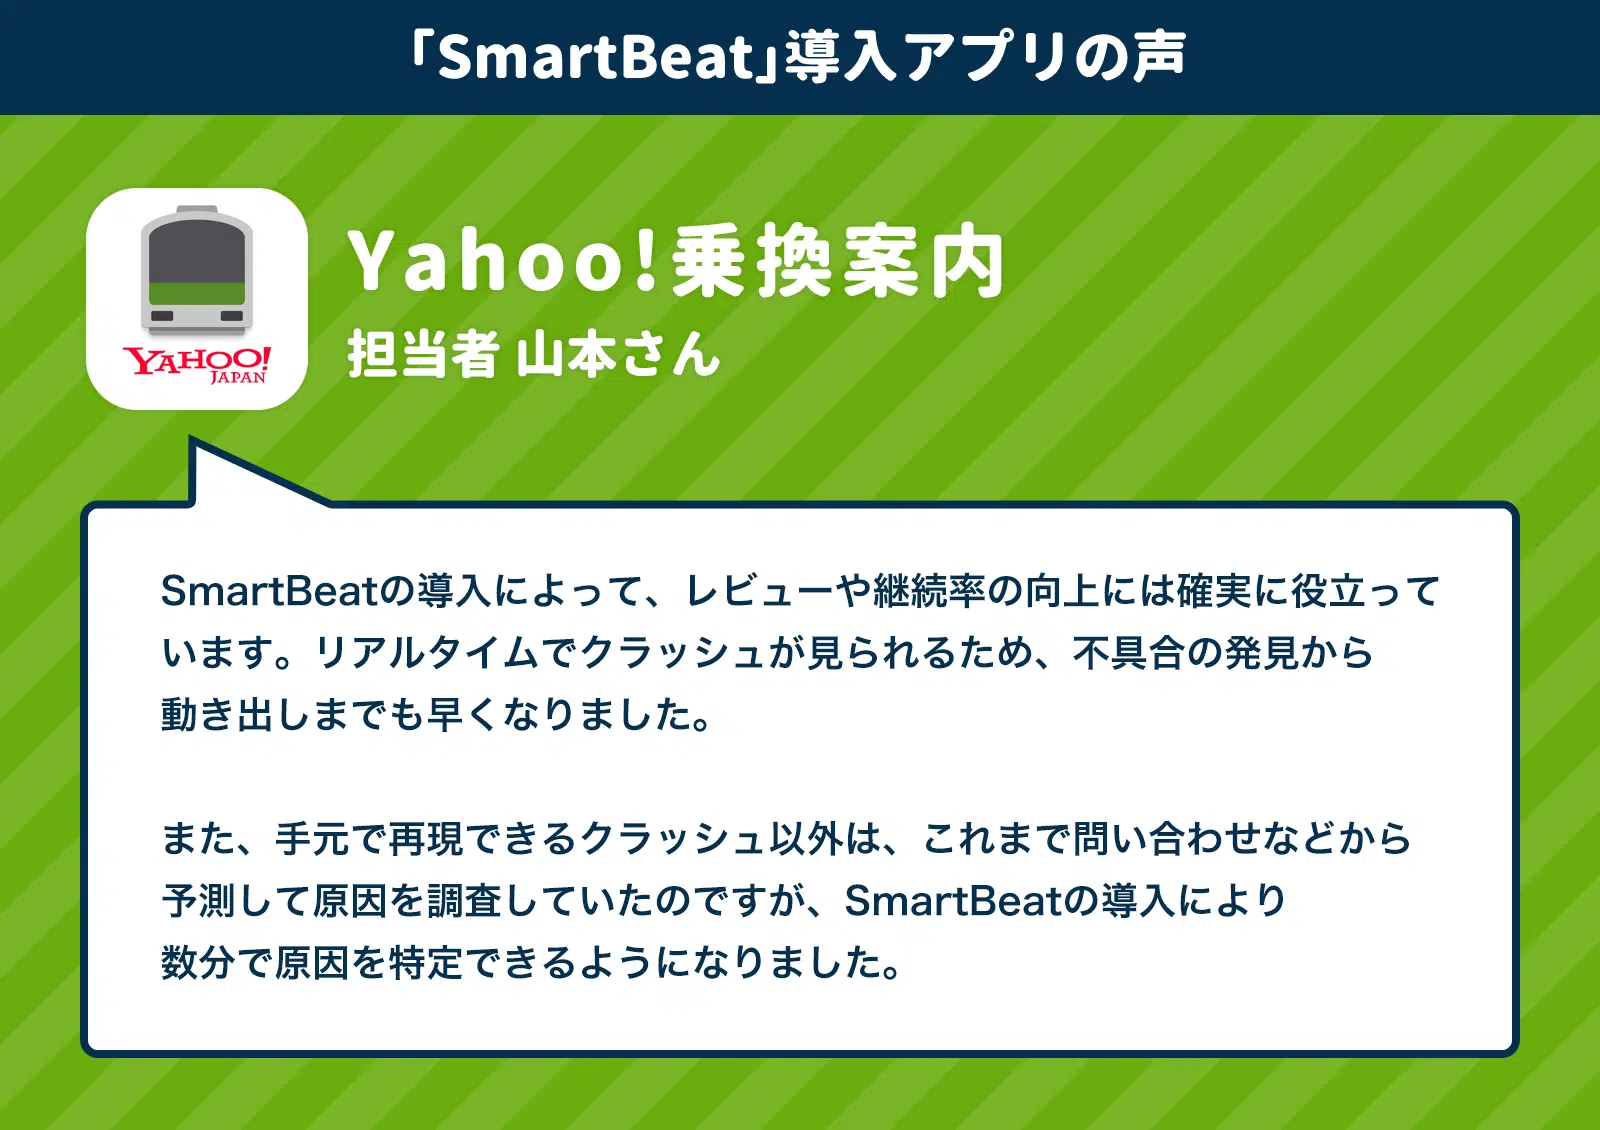 「SmartBeat」導入アプリの声
Yahoo!乗換案内
担当者 山本さん
YAHOO!
JAPAN
SmartBeatの導入によって、レビューや継続率の向上には確実に役立って
います。リアルタイムでクラッシュが見られるため、不具合の発見から
動き出しまでも早くなりました。
また、手元で再現できるクラッシュ以外は、これまで問い合わせなどから
予測して原因を調査していたのですが、SmartBeatの導入により
数分で原因を特定できるようになりました。